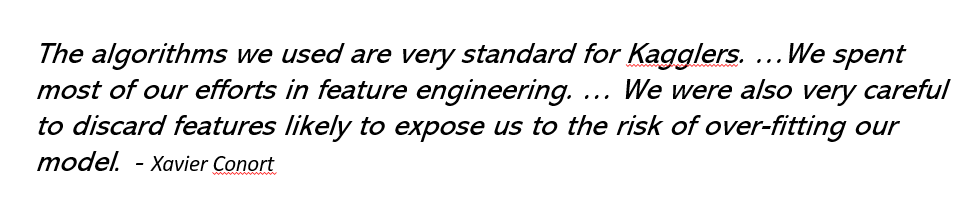 The algorithms we used are very standard for Kagglers. …We spent
most of our efforts in feature engineering. … We were also very careful
to discard features likely to expose us to the risk of over-fitting our
model. - Xavier Conort